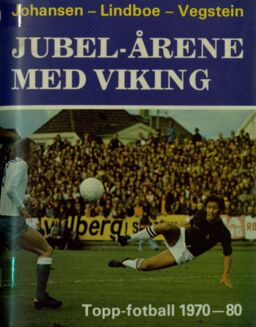 Johansen – Lindboe – Vegstein
JUBEL-ÅRENE
MED VIKING
Topp-fotball 1970–80